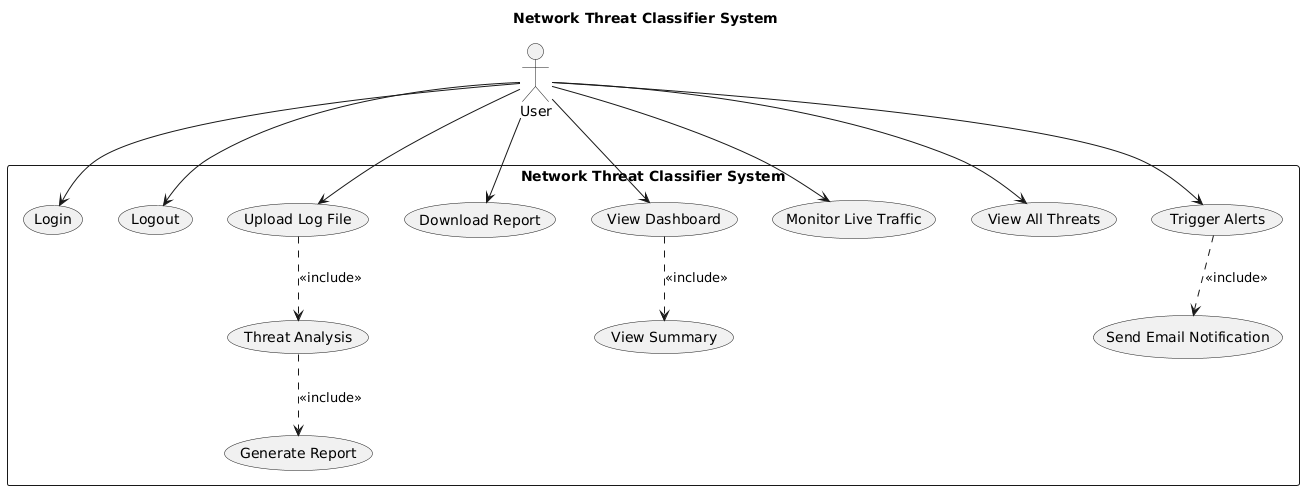 Network Threat Classifier System
User
Network Threat Classifier System
Login
Logout
Upload Log File
Download Report
View Dashboard
Monitor Live Traffic
View All Threats
Trigger Alerts
«include»
«include»
«include»
Threat Analysis
View Summary
Send Email Notification
«include»
Generate Report